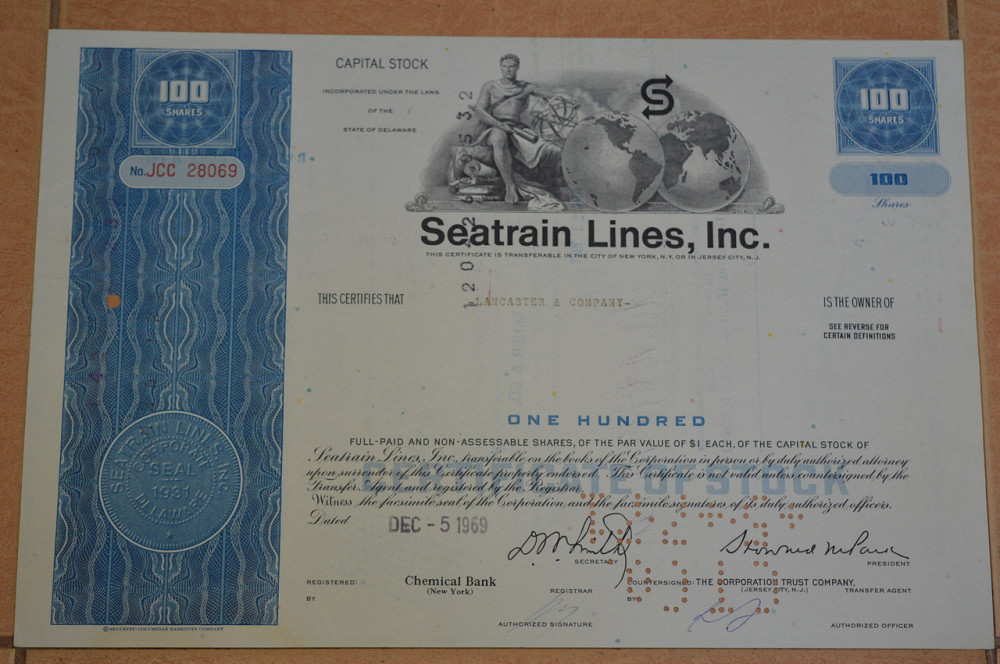 100
SHARES
No. JCC 28069
CAPITAL STOCK
INCORPORATED UNDER THE LAWS
OF THE
STATE OF DELAWARE
S
100
SHARES
100
Shares
Seatrain Lines, Inc.
THIS CERTIFICATE IS TRANSFERABLE IN THE CITY OF NEW YORK, N.Y. OR IN JERSEY CITY, N.J.
THIS CERTIFIES THAT
LANCASTER & COMPANY-
IS THE OWNER OF
SEE REVERSE FOR
CERTAIN DEFINITIONS
ONE HUNDRED
FULL-PAID AND NON-ASSESSABLE SHARES, OF THE PAR VALUE OF $1 EACH, OF THE CAPITAL STOCK OF
Seatrain Lines, Inc. transferable on the books of the Corporation in person or by duly authorized attorney
upon surrender of this Certificate properly endorsed. This Certificate is not valid unless countersigned by the
Transfer Agent and registered by the Registrar.
Witness the facsimile seal of the Corporation and the facsimile signatures of its duly authorized officers.
Dated DEC - 5 1969
SECRETARY
PRESIDENT
REGISTERED:
Chemical Bank
(New York)
REGISTRAR
BY
AUTHORIZED SIGNATURE
COUNTERSIGNED: THE CORPORATION TRUST COMPANY,
(JERSEY CITY, N.J.)
TRANSFER AGENT
BY
AUTHORIZED OFFICER
SEATRAIN LINES, INC.
CORPORATE
SEAL
1931
DELAWARE
© SECURITY-COLUMBIAN BANKNOTE COMPANY